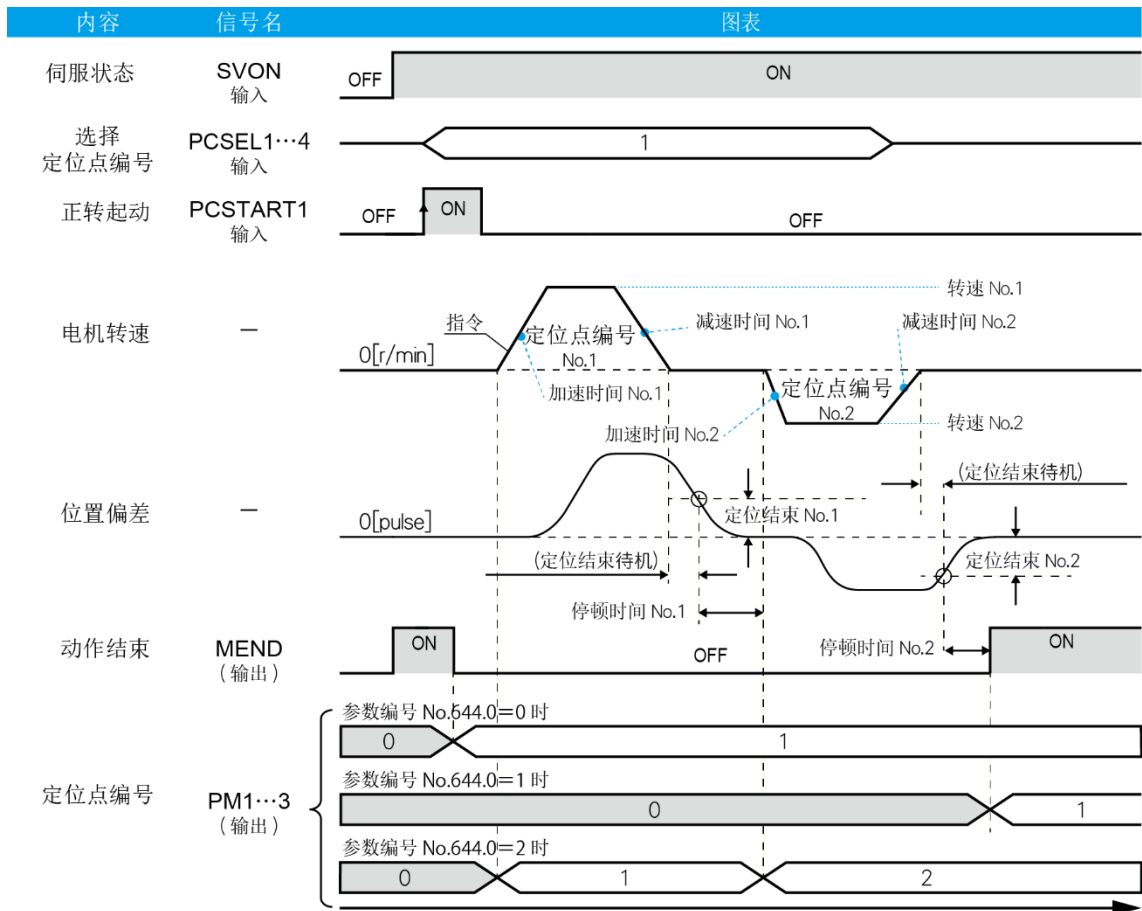 内容 信号名 图表
伺服状态 SVON 输入 OFF ON
选择 定位点编号 PCSEL1…4 输入 1
正转起动 PCSTART1 输入 OFF ON OFF
电机转速 —
0[r/min]
指令
定位点编号 No.1
转速 No.1
减速时间 No.1
减速时间 No.2
加速时间 No.1
定位点编号 No.2
加速时间 No.2
转速 No.2
位置偏差 —
0[pulse]
(定位结束待机)
定位结束 No.1
(定位结束待机)
定位结束 No.2
停顿时间 No.1
动作结束 MEND (输出) ON OFF ON
停顿时间 No.2
定位点编号 PM1…3 (输出)
参数编号 No.644.0=0 时
0 1
参数编号 No.644.0=1 时
0 1
参数编号 No.644.0=2 时
0 1 2